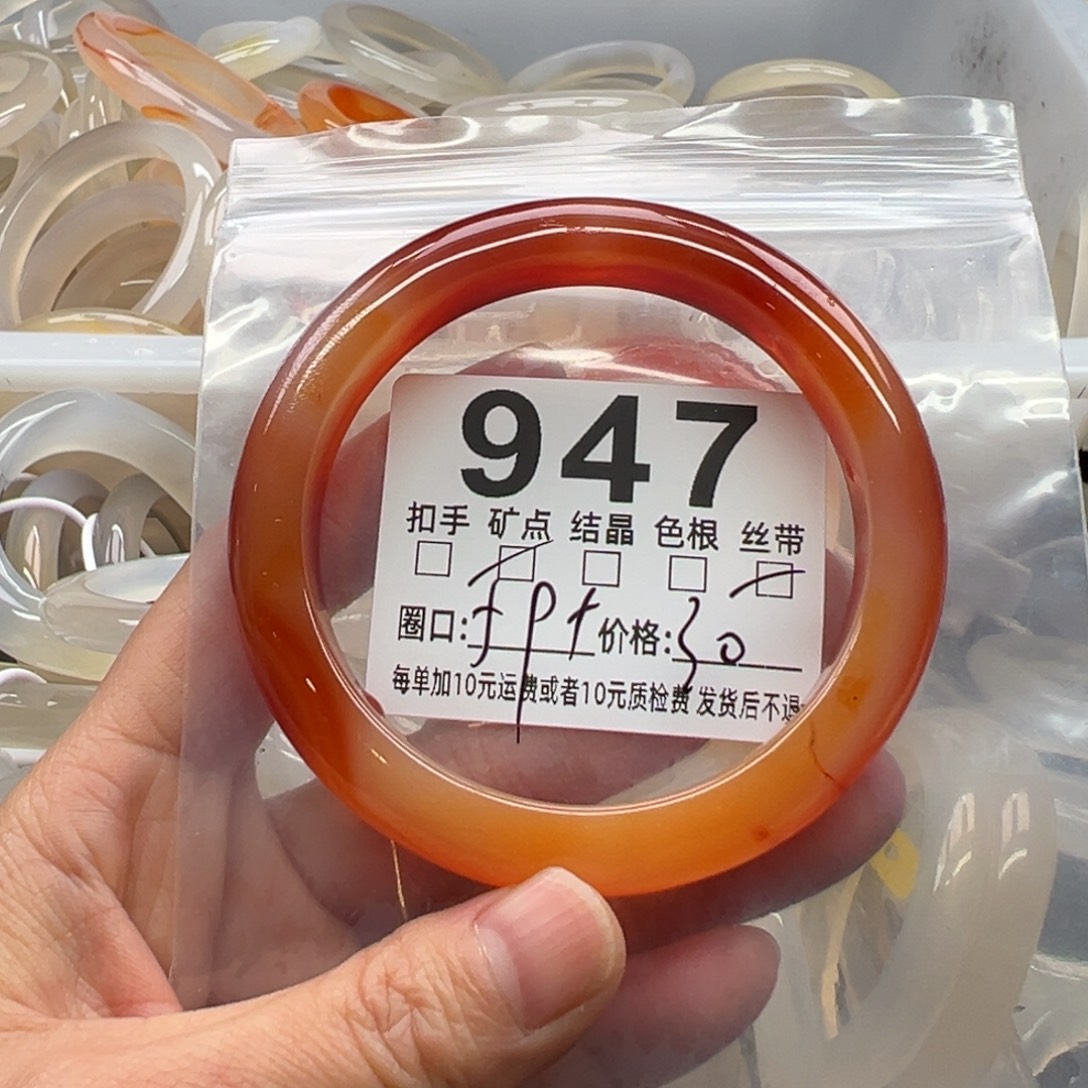 947
扣手 矿点 结晶 色根 丝带
圈口: 价格:30
每单加10元运费或者10元质检费 发货后不退